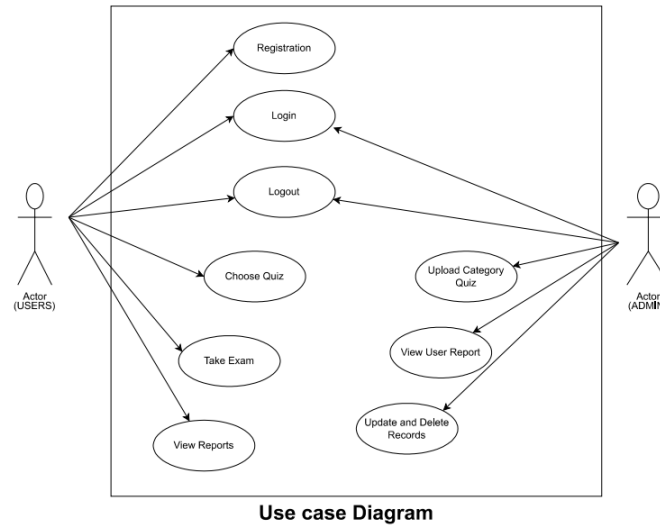 Registration
Login
Logout
Actor
(USERS)
Choose Quiz
Upload Category
Quiz
Actor
(ADMIN
Take Exam
View User Report
View Reports
Update and Delete
Records
Use case Diagram